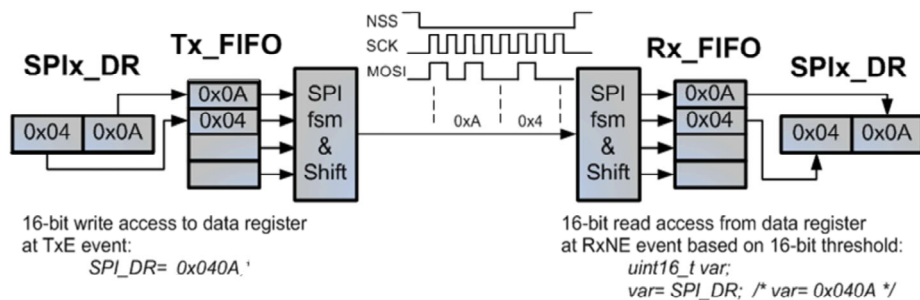 NSS
SCK
MOSI
Tx_FIFO
Rx_FIFO
SPIx_DR
SPIx_DR
0x04 0x0A
0x0A
0x04
SPI
fsm
&
Shift
0xA 0x4
SPI
fsm
&
Shift
0x0A
0x04
0x04 0x0A
16-bit write access to data register
at TxE event:
SPI_DR= 0x040A '
16-bit read access from data register
at RxNE event based on 16-bit threshold:
uint16_t var;
var= SPI_DR; /* var= 0x040A */